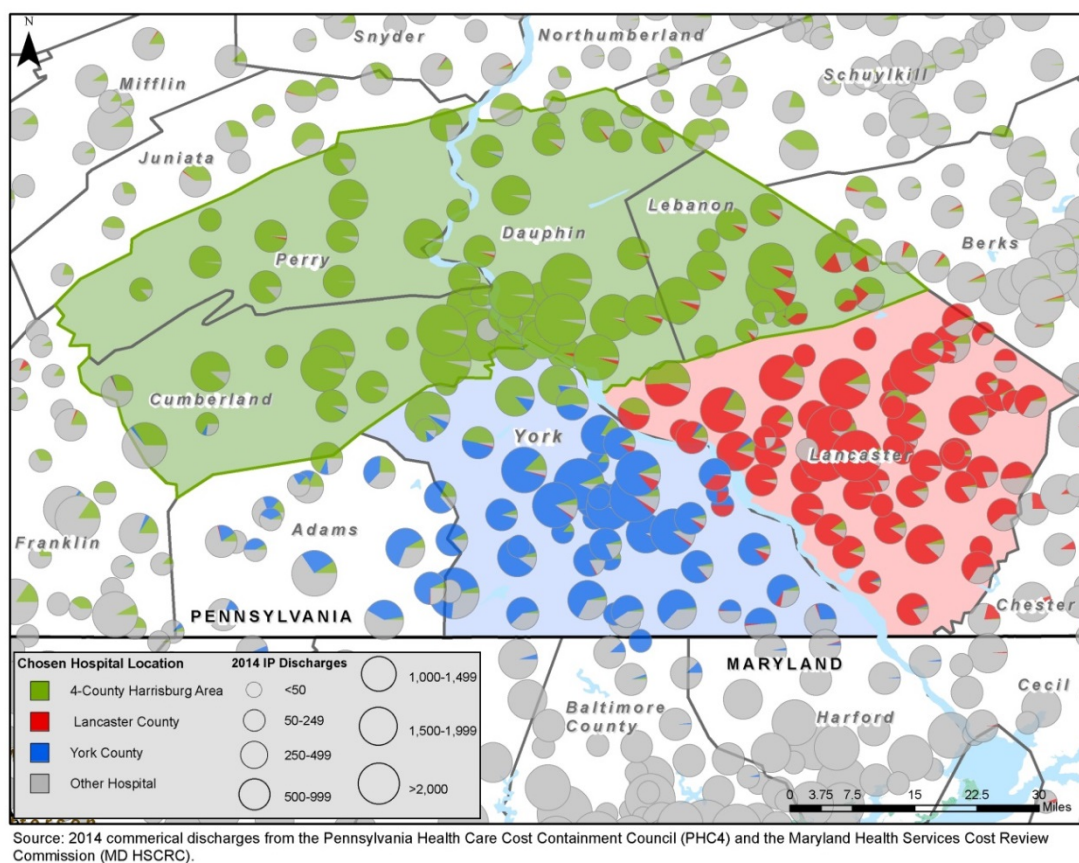 N
Snyder
Northumberland
Mifflin
Schuylkill
Juniata
Lebanon
Dauphin
Berks
Perry
Cumberland
York
Lancaster
Adams
Franklin
PENNSYLVANIA
Chester
MARYLAND
Baltimore
County
Harford
Cecil
Chosen Hospital Location
4-County Harrisburg Area
Lancaster County
York County
Other Hospital
2014 IP Discharges
<50
50-249
250-499
500-999
1,000-1,499
1,500-1,999
>2,000
0 3.75 7.5 15 22.5 30
Miles
Source: 2014 commerical discharges from the Pennsylvania Health Care Cost Containment Council (PHC4) and the Maryland Health Services Cost Review
Commission (MD HSCRC).